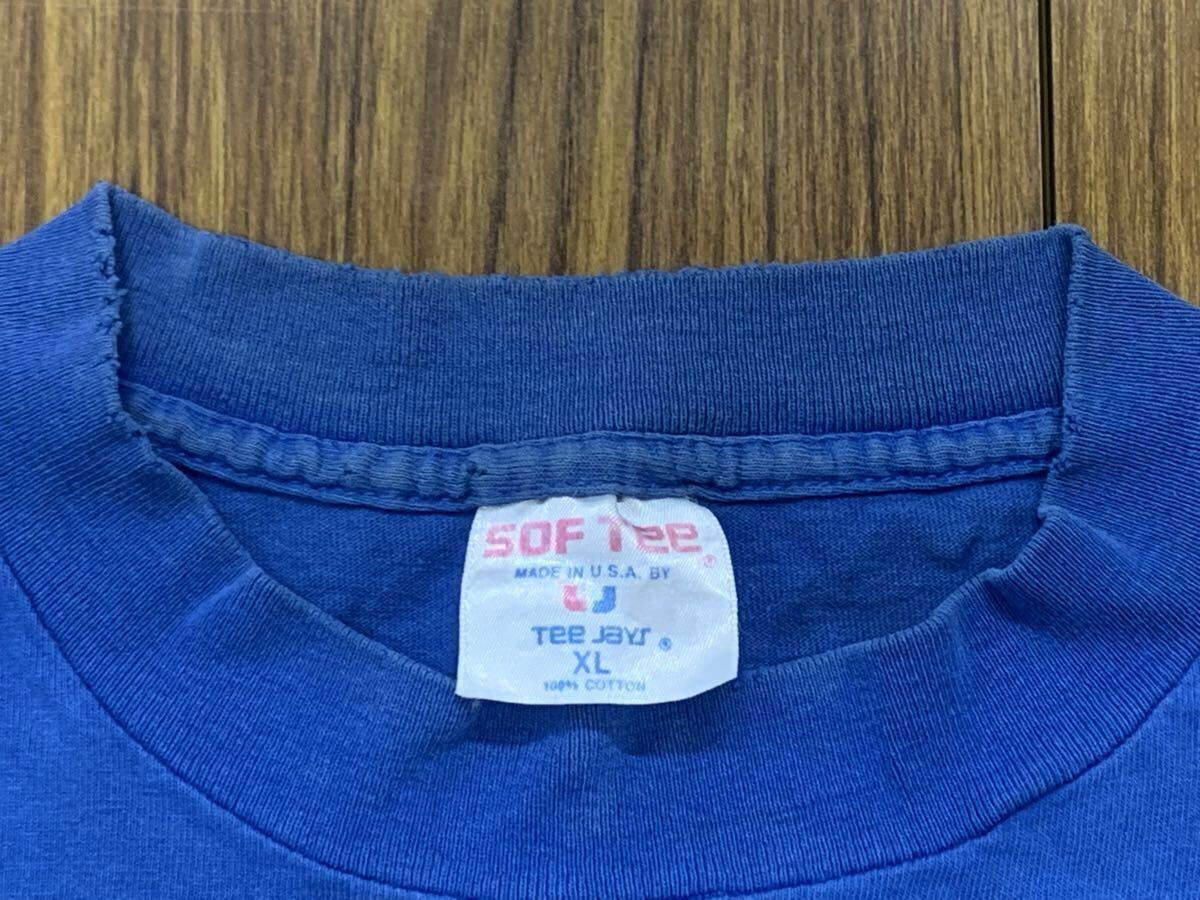 SOF Tee®
MADE IN U.S.A. BY
Tee Jays®
XL
100% COTTON